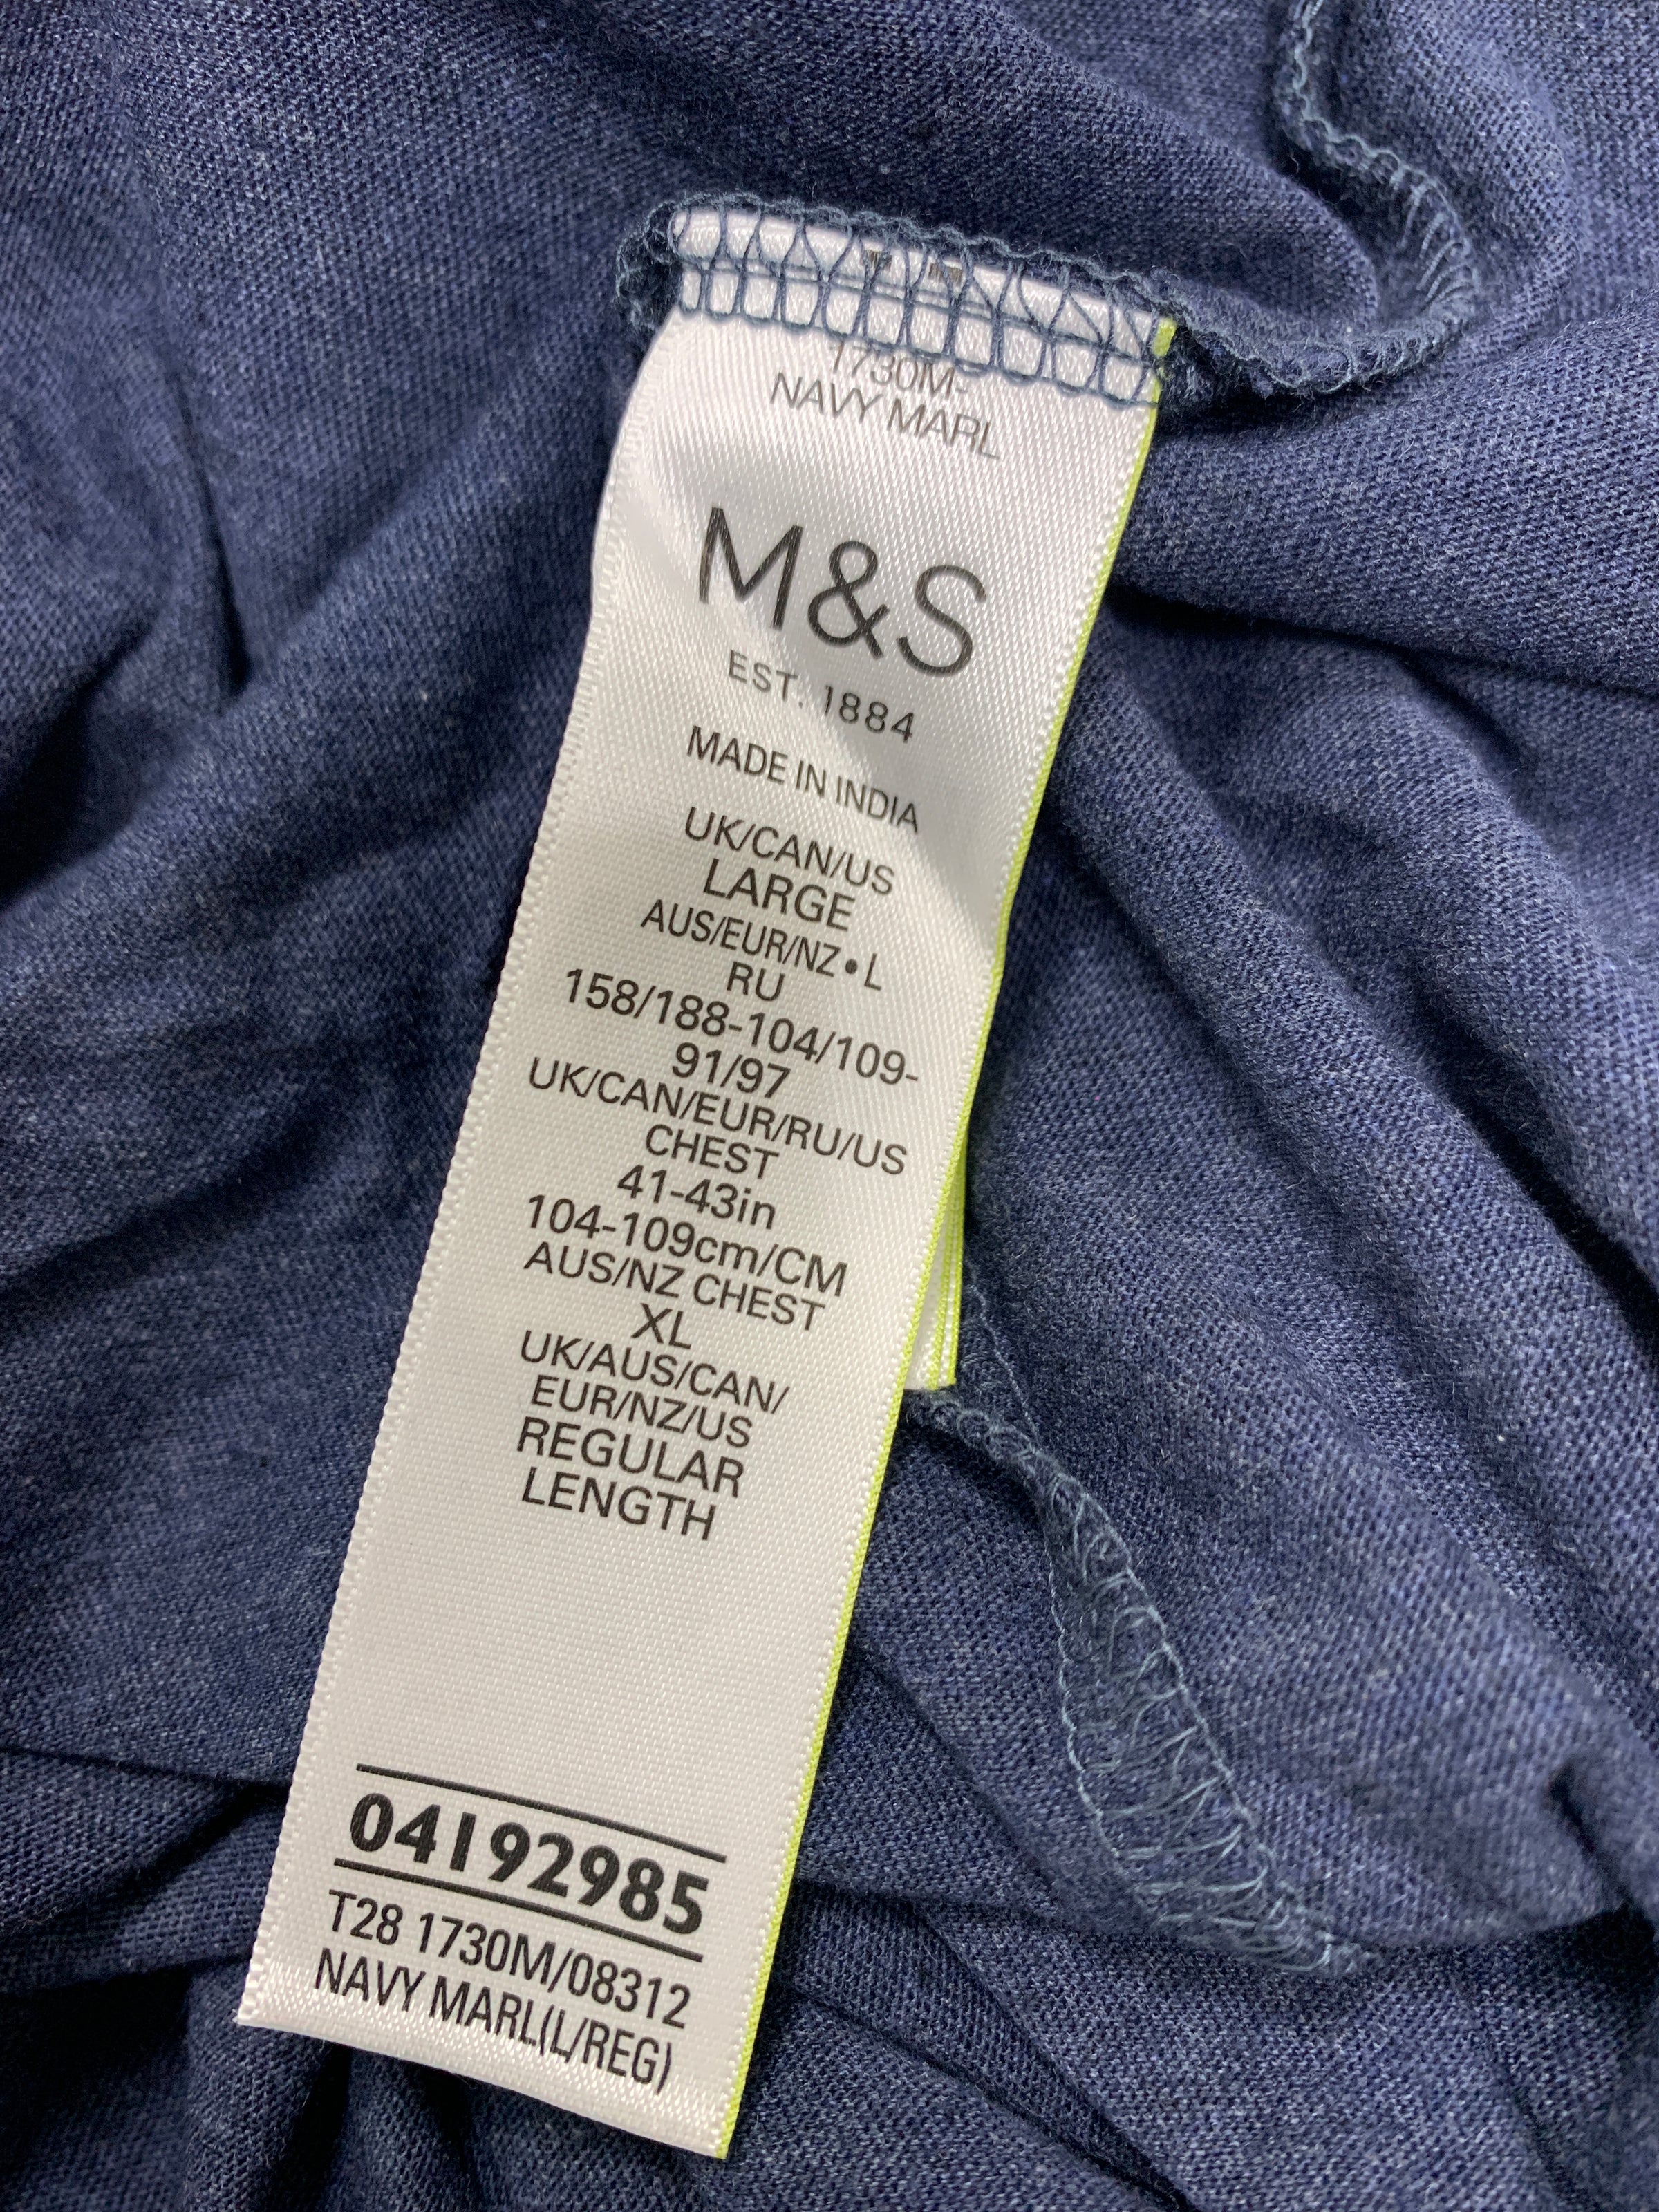 1730M-
NAVY MARL
M&S
EST. 1884
MADE IN INDIA
UK/CAN/US
LARGE
AUS/EUR/NZ • L
RU
158/188-104/109-
91/97
UK/CAN/EUR/RU/US
CHEST
41-43in
104-109cm/CM
AUS/NZ CHEST
XL
UK/AUS/CAN/
EUR/NZ/US
REGULAR
LENGTH
04192985
T28 1730M/08312
NAVY MARL(L/REG)